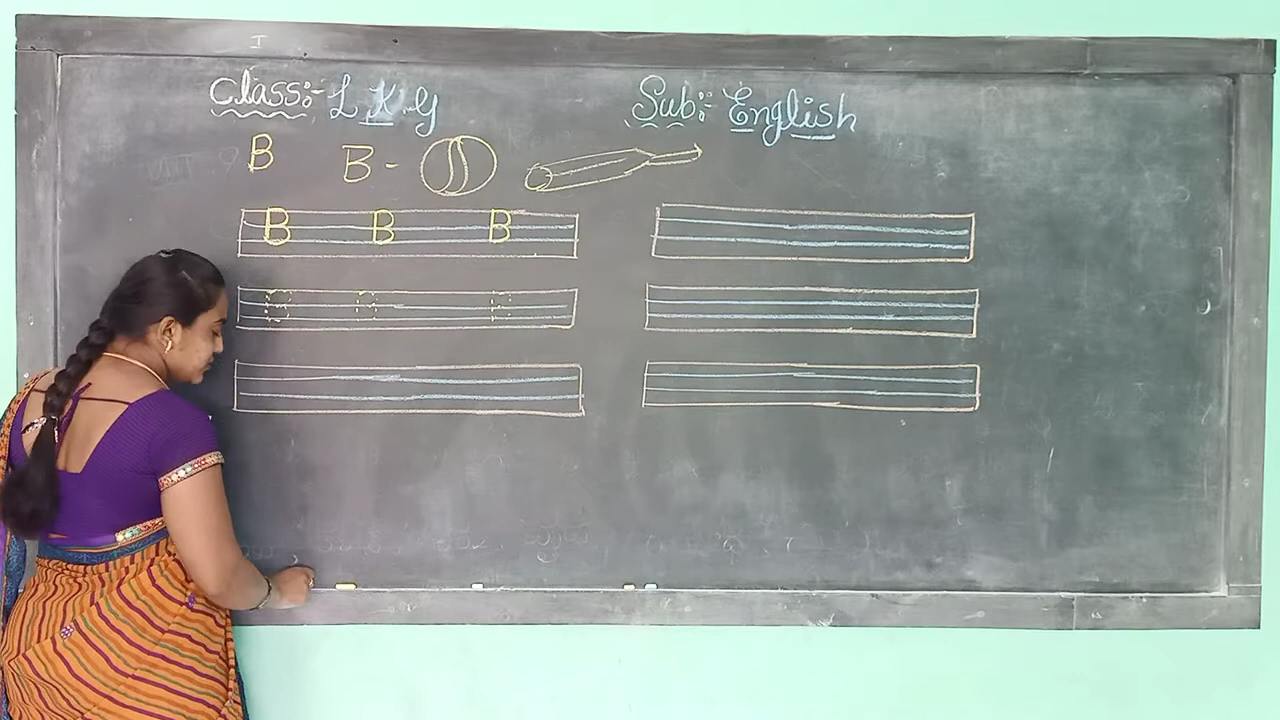 I
Class:- L.K.G Sub:- English
B B -
B B B
B B B